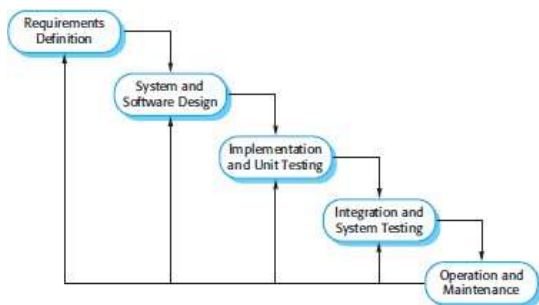 Requirements
Definition
System and
Software Design
Implementation
and Unit Testing
Integration and
System Testing
Operation and
Maintenance